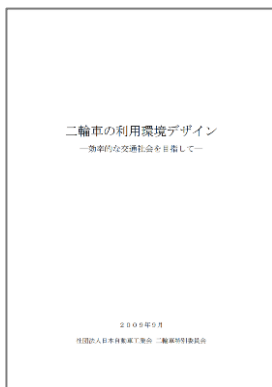 二輪車の利用環境デザイン
―効率的な交通社会を目指して―
2009年9月
社団法人日本自動車工業会 二輪車特別委員会